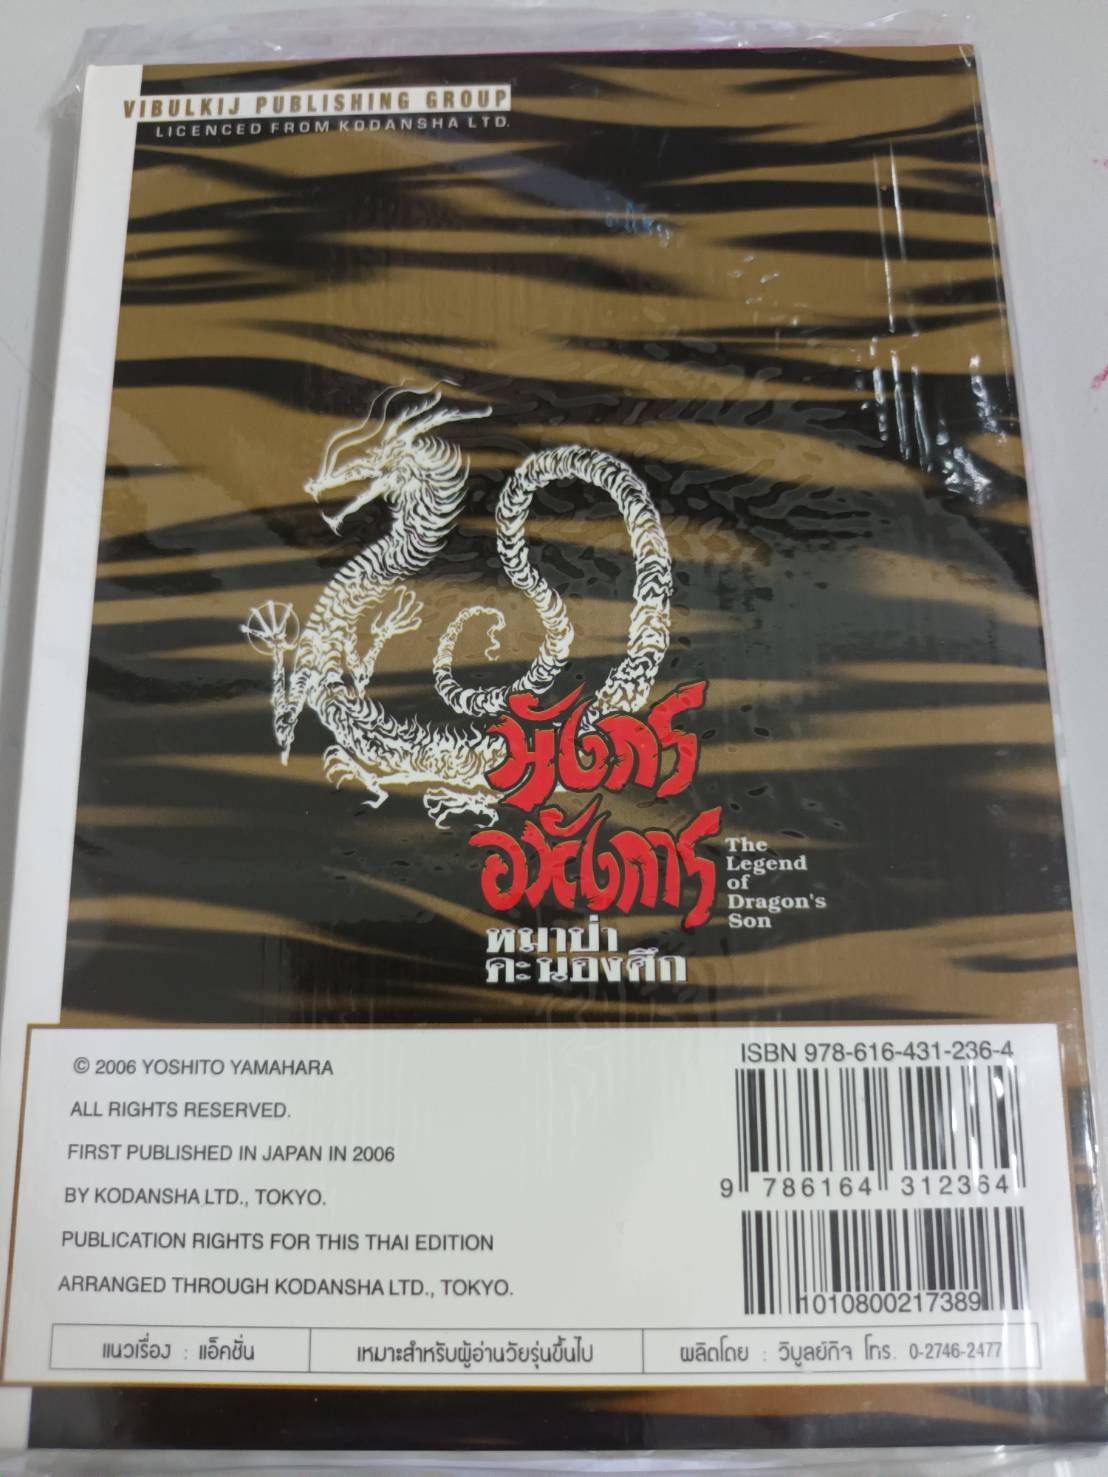 VIBULKIJ PUBLISHING GROUP
LICENCED FROM KODANSHA LTD.
มังกร
อหังการ
The
Legend
of
Dragon's
Son
หมาป่า
คะนองศึก
© 2006 YOSHITO YAMAHARA
ALL RIGHTS RESERVED.
FIRST PUBLISHED IN JAPAN IN 2006
BY KODANSHA LTD., TOKYO.
PUBLICATION RIGHTS FOR THIS THAI EDITION
ARRANGED THROUGH KODANSHA LTD., TOKYO.
ISBN 978-616-431-236-4
9 786164 312364
1010800217389
แนวเรื่อง : แอ็คชั่น
เหมาะสำหรับผู้อ่านวัยรุ่นขึ้นไป
ผลิตโดย : วิบูลย์กิจ โทร. 0-2746-2477